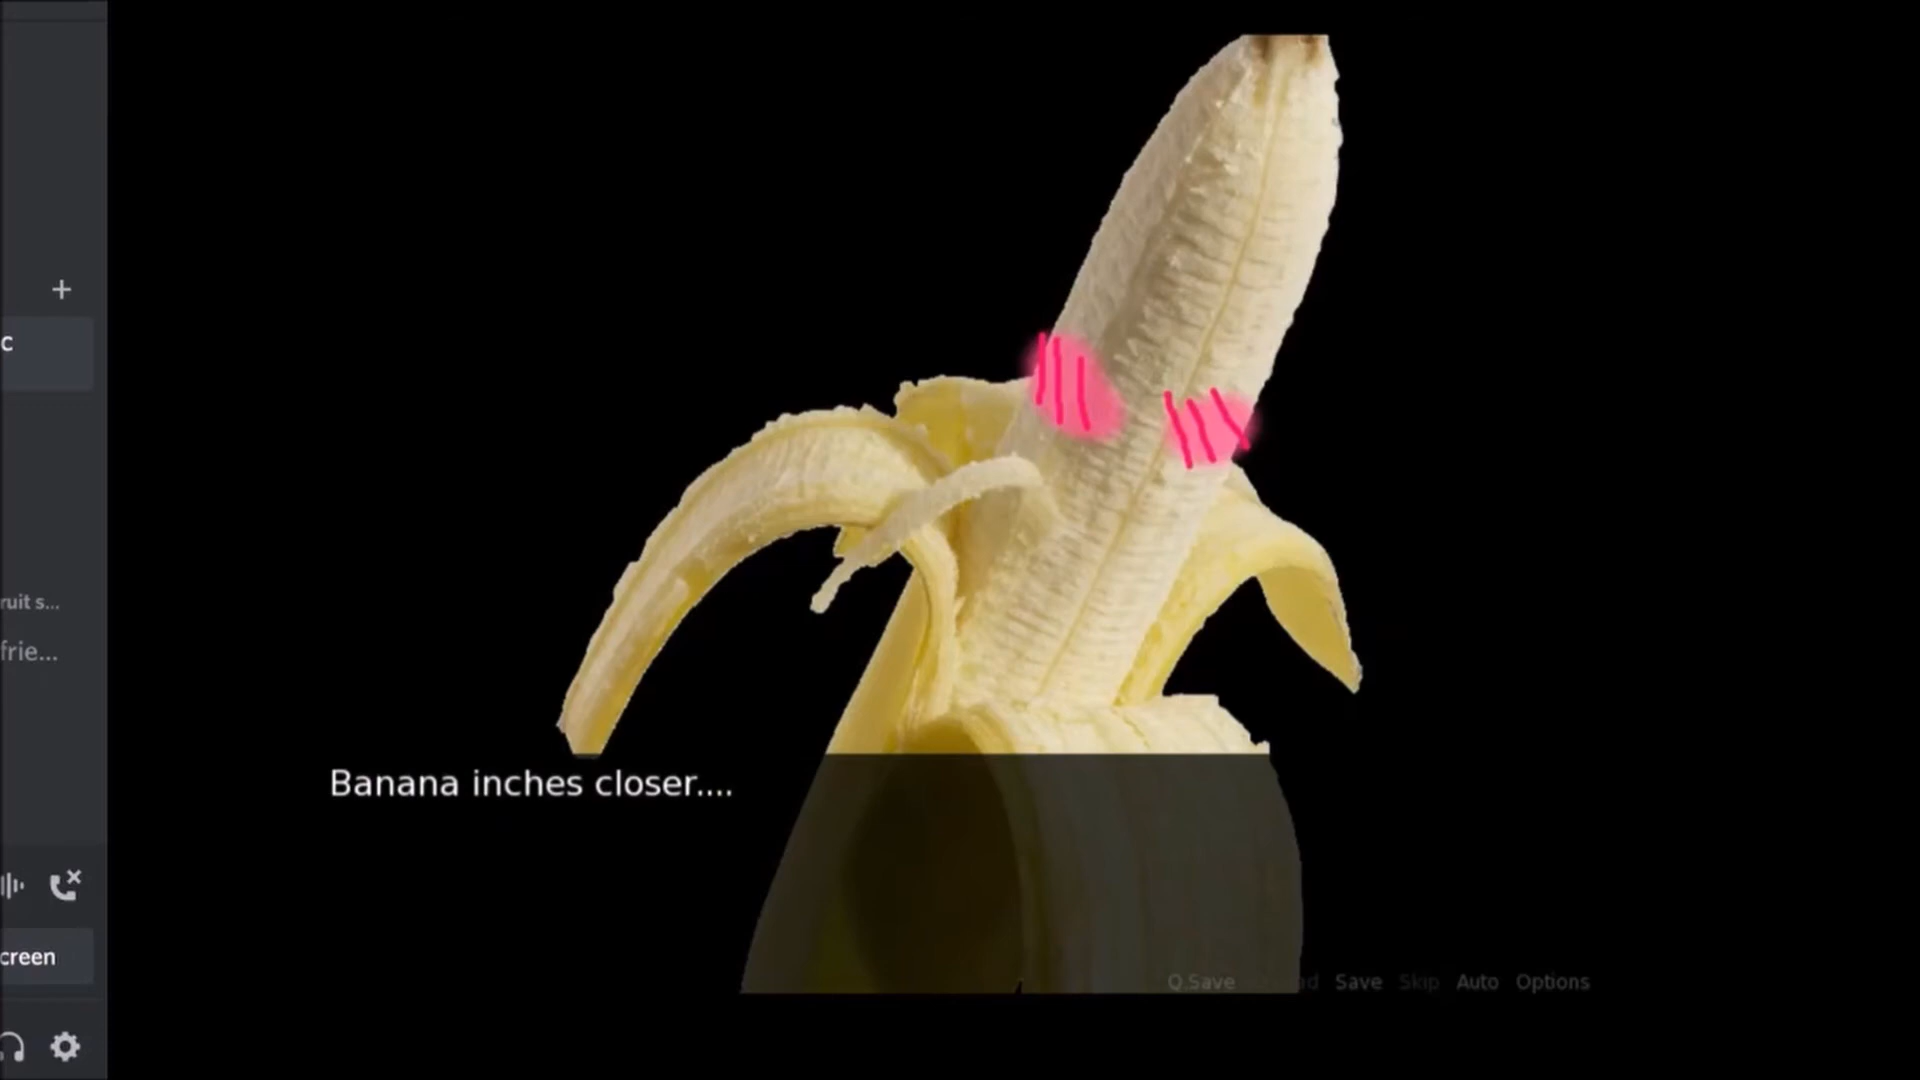 c
ruit s...
frie...
Banana inches closer....
creen
Q.Save
Save Skip Auto Options